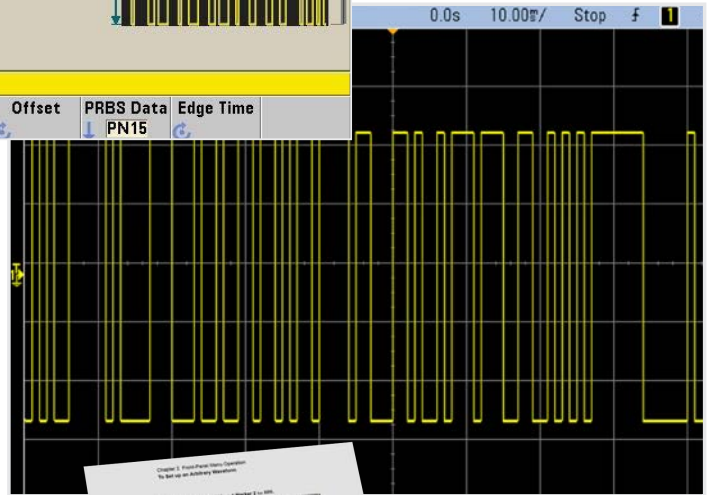 0.0s 10.00ms/ Stop 1
Offset PRBS Data Edge Time
PN15
Chapter 2 Front-Panel Menu Operation
To Set up an Arbitrary Waveform